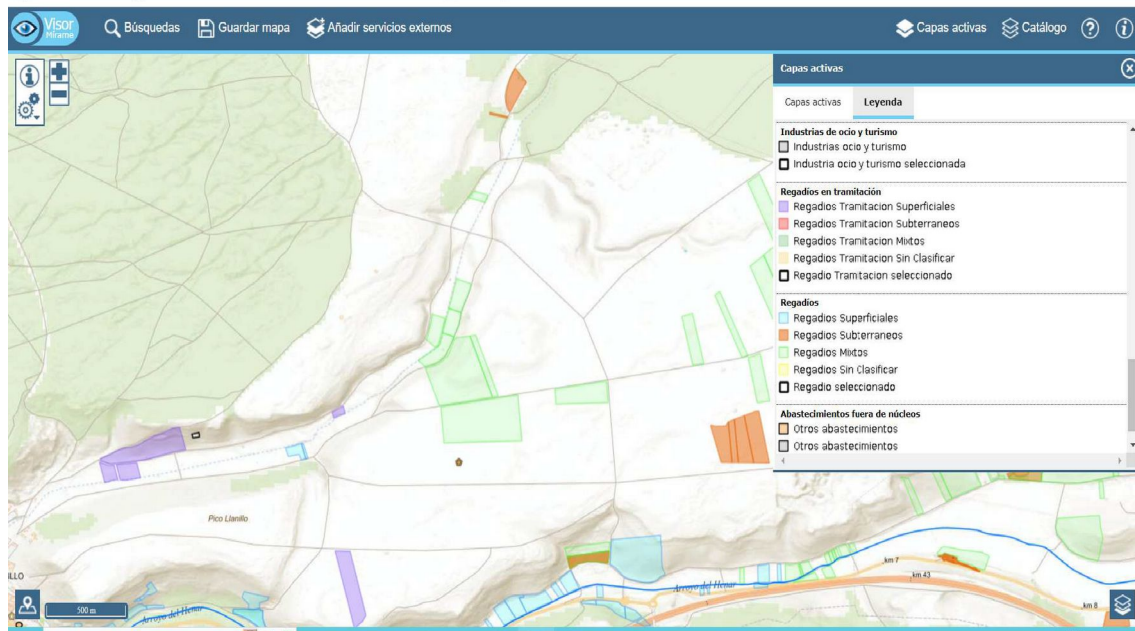 Visor
Mírame
Búsquedas
Guardar mapa
Añadir servicios externos
Capas activas
Catálogo
Capas activas
Capas activas
Leyenda
Industrias de ocio y turismo
Industrias ocio y turismo
Industria ocio y turismo seleccionada
Regadíos en tramitación
Regadios Tramitacion Superficiales
Regadios Tramitacion Subterraneos
Regadios Tramitacion Mixtos
Regadios Tramitacion Sin Clasificar
Regadio Tramitacion seleccionado
Regadíos
Regadios Superficiales
Regadios Subterraneos
Regadios Mixtos
Regadios Sin Clasificar
Regadio seleccionado
Abastecimientos fuera de núcleos
Otros abastecimientos
Otros abastecimientos
Pico Llanillo
km 7
km 43
Arroyo del Henar
km 8
LLO
500 m
Arroyo del Henar